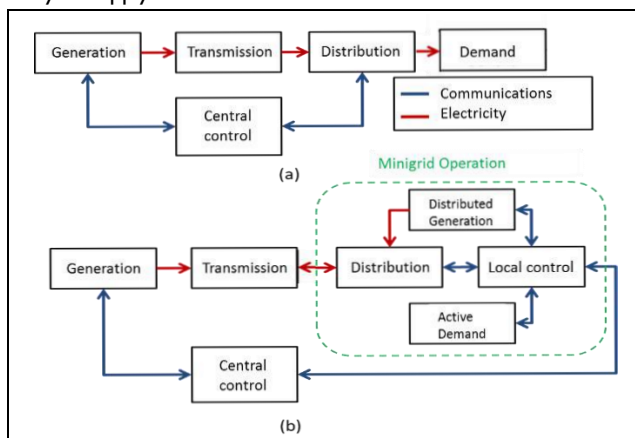 Generation
Transmission
Distribution
Demand
Communications
Electricity
Central
control
(a)
Minigrid Operation
Distributed
Generation
Generation
Transmission
Distribution
Local control
Active
Demand
Central
control
(b)